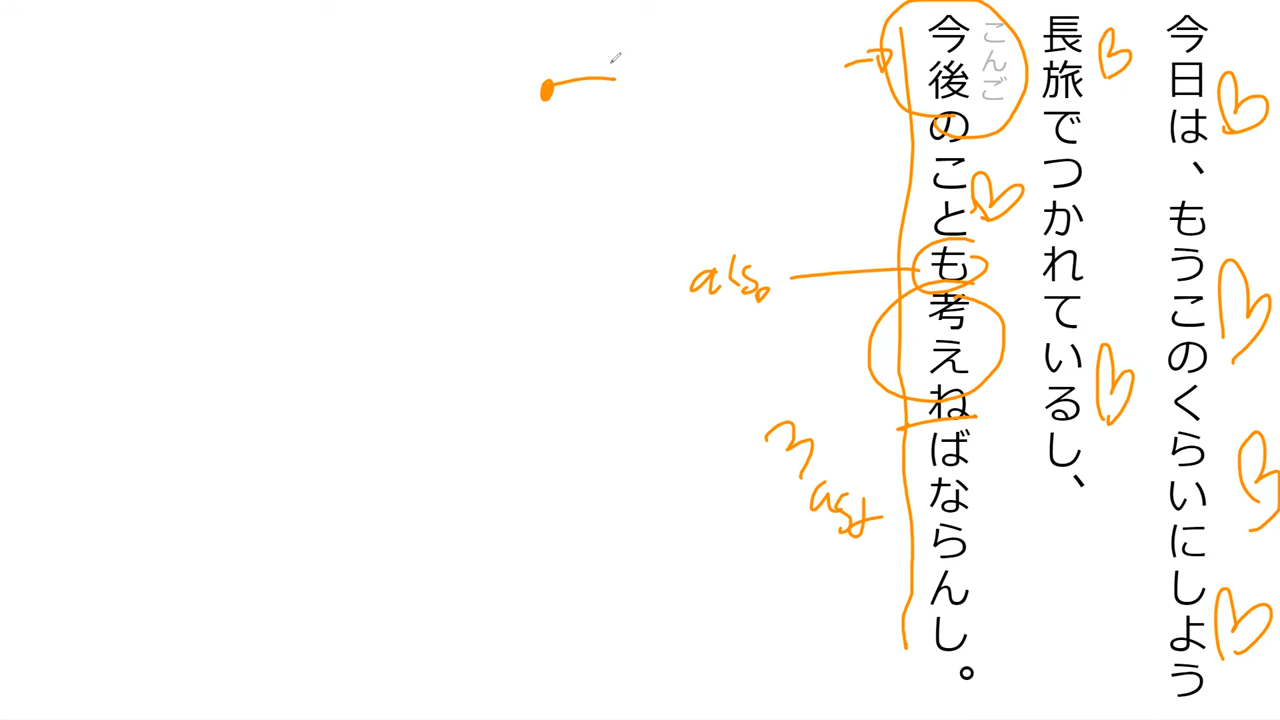 今日は、もうこのくらいにしよう
長旅でつかれているし、
こんご
今後のことも考えねばならんし。
also